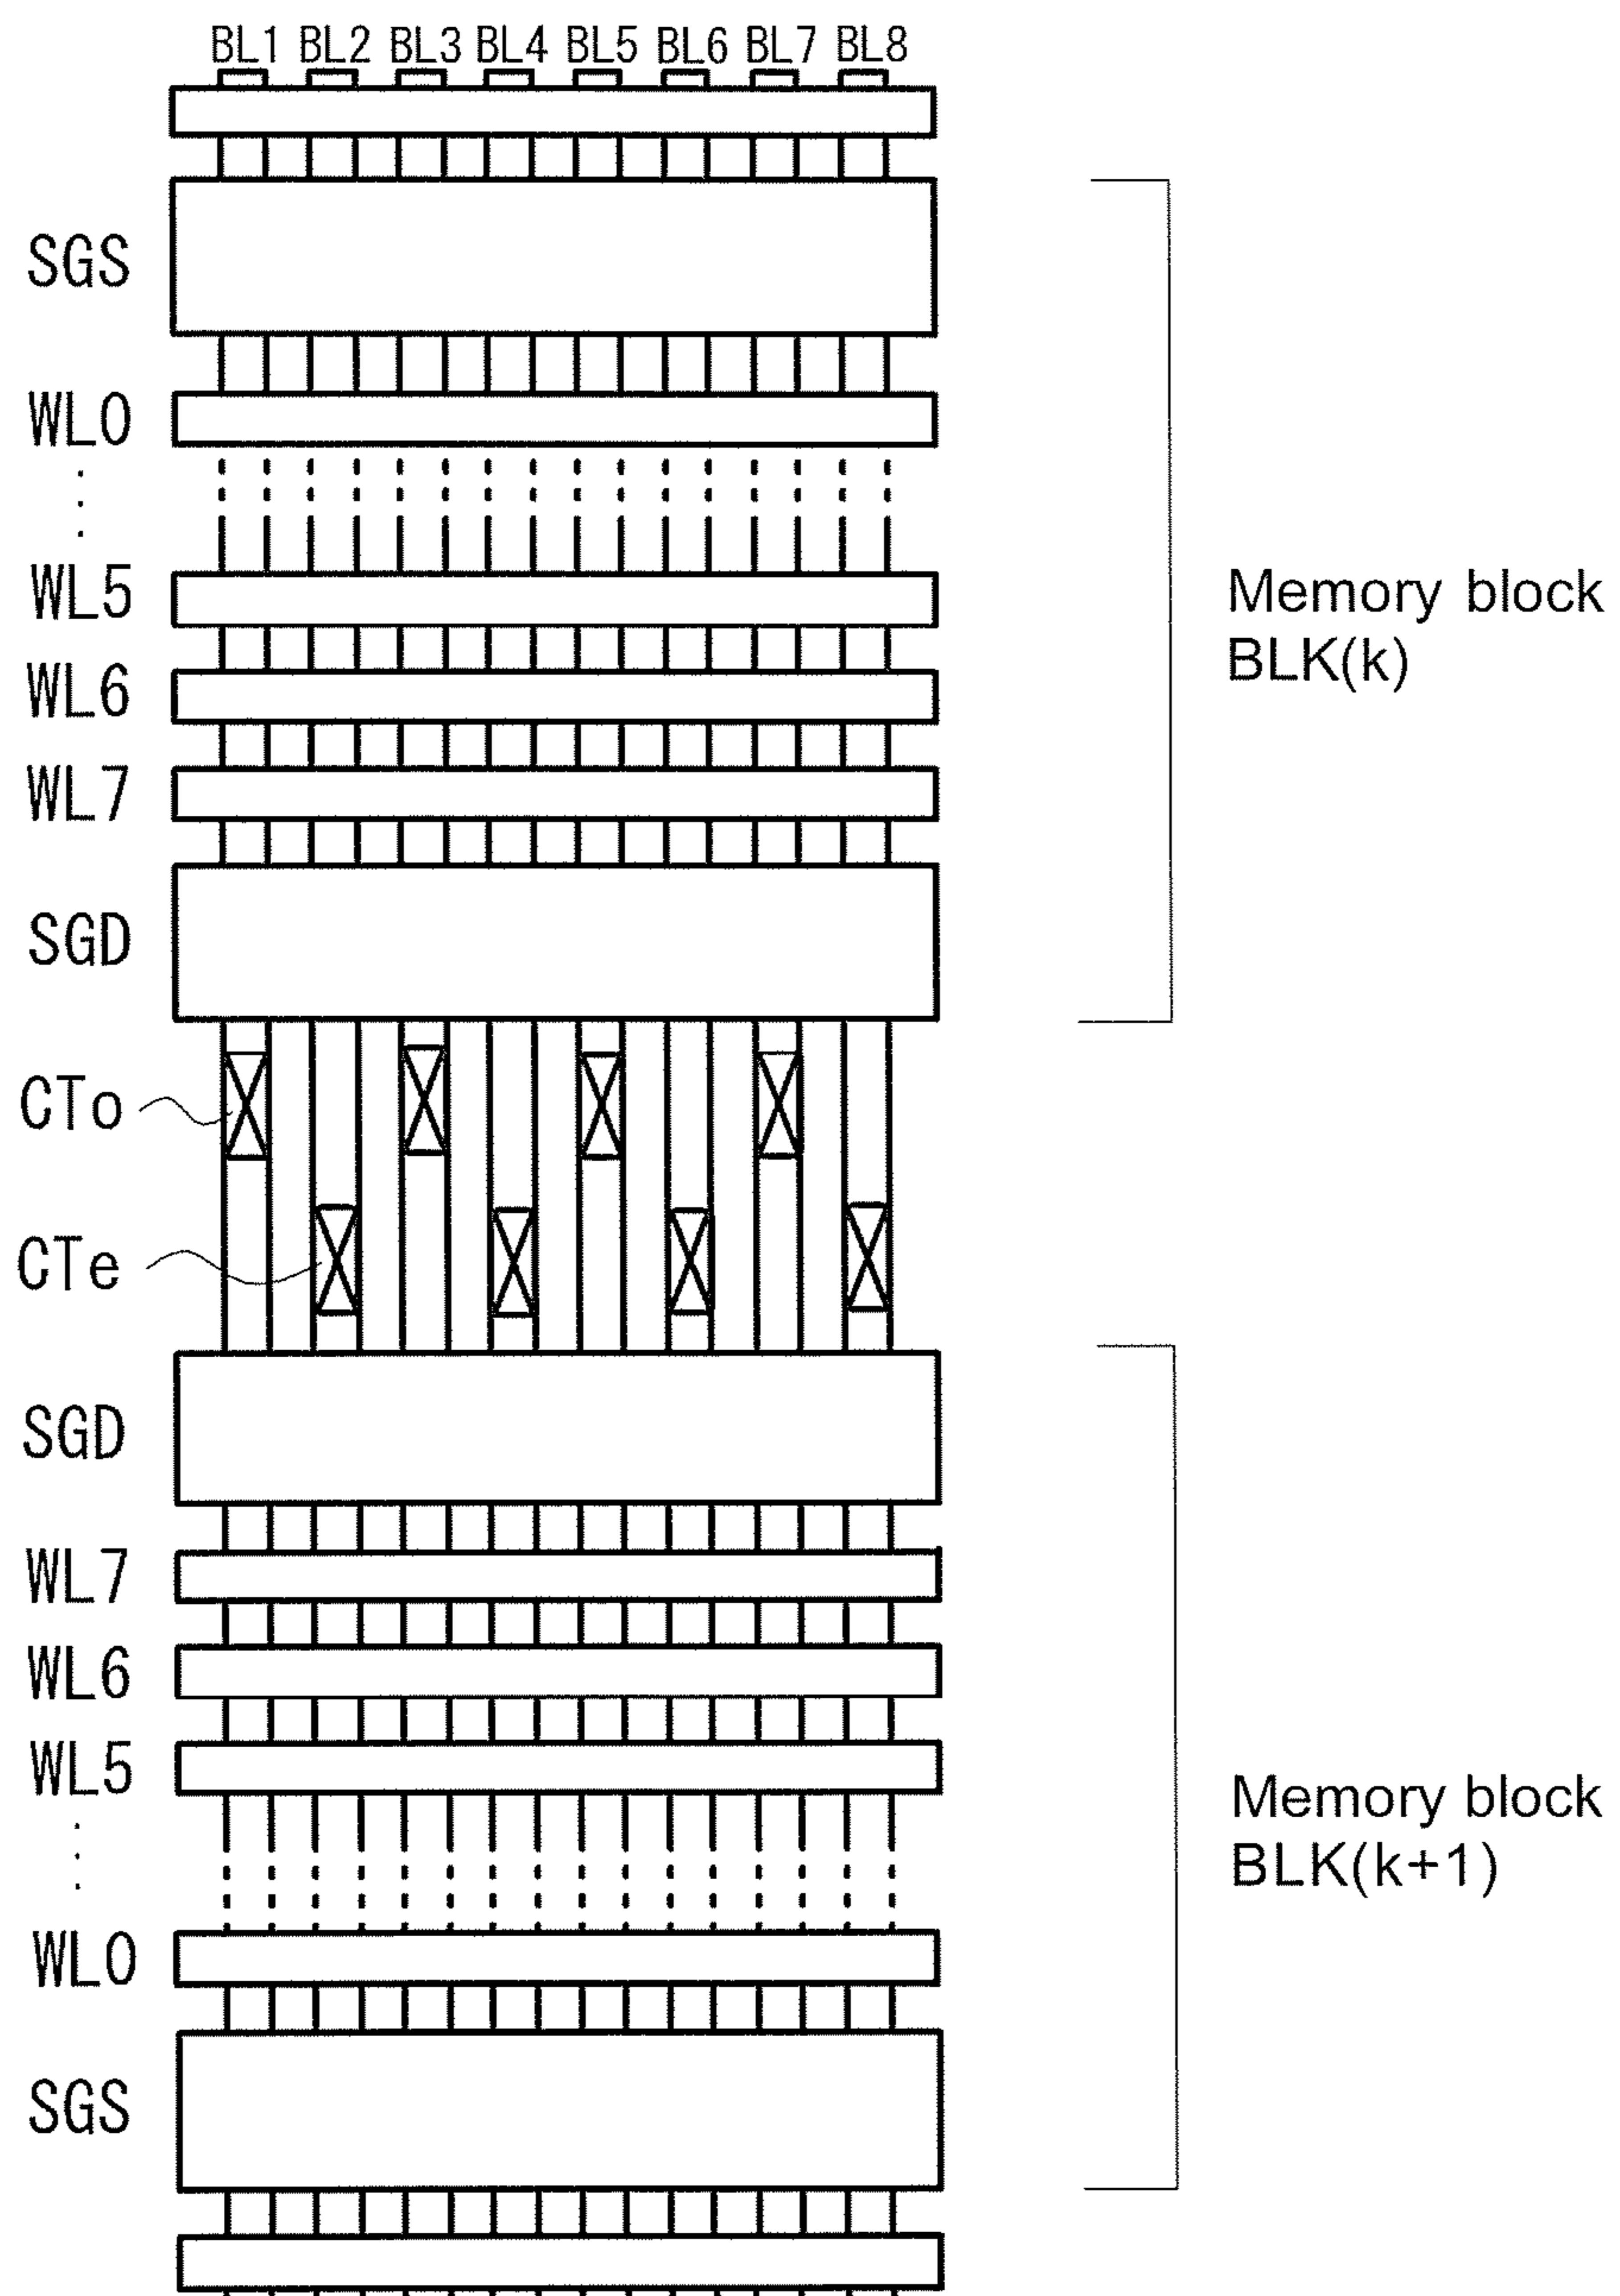 BL1 BL2 BL3 BL4 BL5 BL6 BL7 BL8
SGS
WL0
WL5
Memory block
BLK(k)
WL6
WL7
SGD
CTo
CTe
SGD
WL7
WL6
WL5
Memory block
BLK(k+1)
WL0
SGS